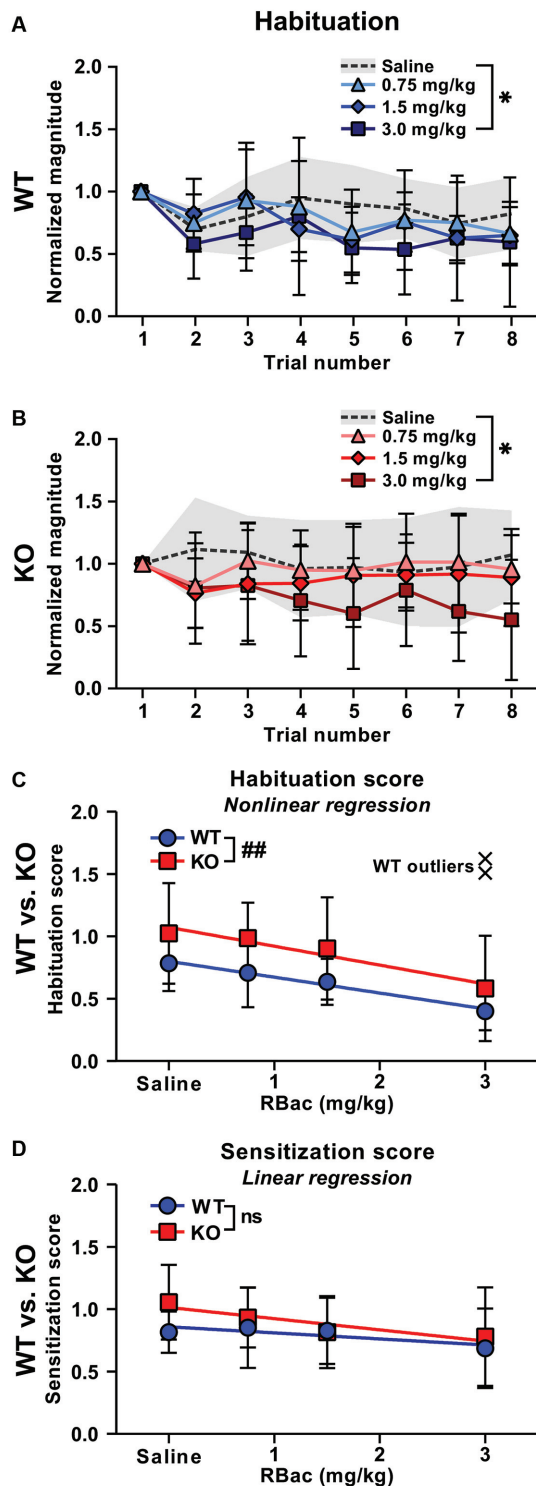 A
Habituation
WT
Normalized magnitude
2.0
1.5
1.0
0.5
0.0
Saline
0.75 mg/kg
1.5 mg/kg
3.0 mg/kg
*
1 2 3 4 5 6 7 8
Trial number
B
KO
Normalized magnitude
2.0
1.5
1.0
0.5
0.0
Saline
0.75 mg/kg
1.5 mg/kg
3.0 mg/kg
*
1 2 3 4 5 6 7 8
Trial number
C
Habituation score
Nonlinear regression
WT vs. KO
Habituation score
2.0
1.5
1.0
0.5
0.0
WT
KO
##
WT outliers
Saline 1 2 3
RBac (mg/kg)
D
Sensitization score
Linear regression
WT vs. KO
Sensitization score
2.0
1.5
1.0
0.5
0.0
WT
KO
ns
Saline 1 2 3
RBac (mg/kg)